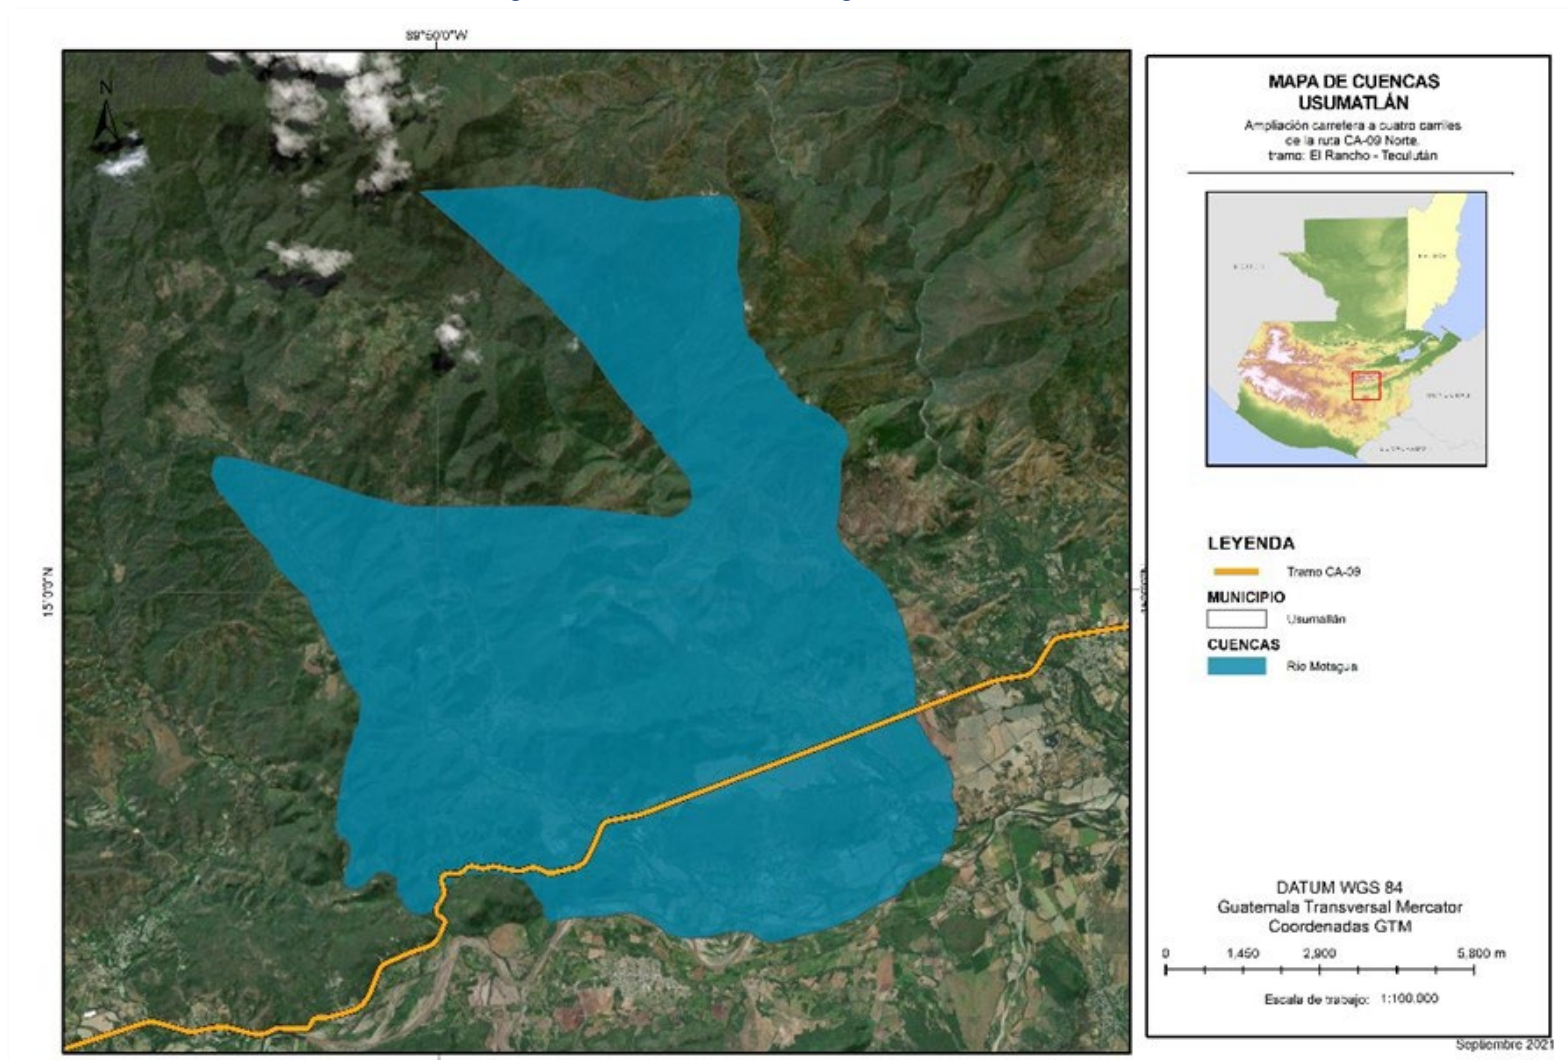 89°50'0"W
N
15°0'0"N
MAPA DE CUENCAS
USUMATLÁN
Ampliación carretera a cuatro carriles
de la ruta CA-09 Norte,
tramo: El Rancho - Teculután
LEYENDA
Tramo CA-09
MUNICIPIO
Usumatlán
CUENCAS
Río Motagua
DATUM WGS 84
Guatemala Transversal Mercator
Coordenadas GTM
0 1,450 2,900 5,800 m
Escala de trabajo: 1:100,000
Septiembre 2021